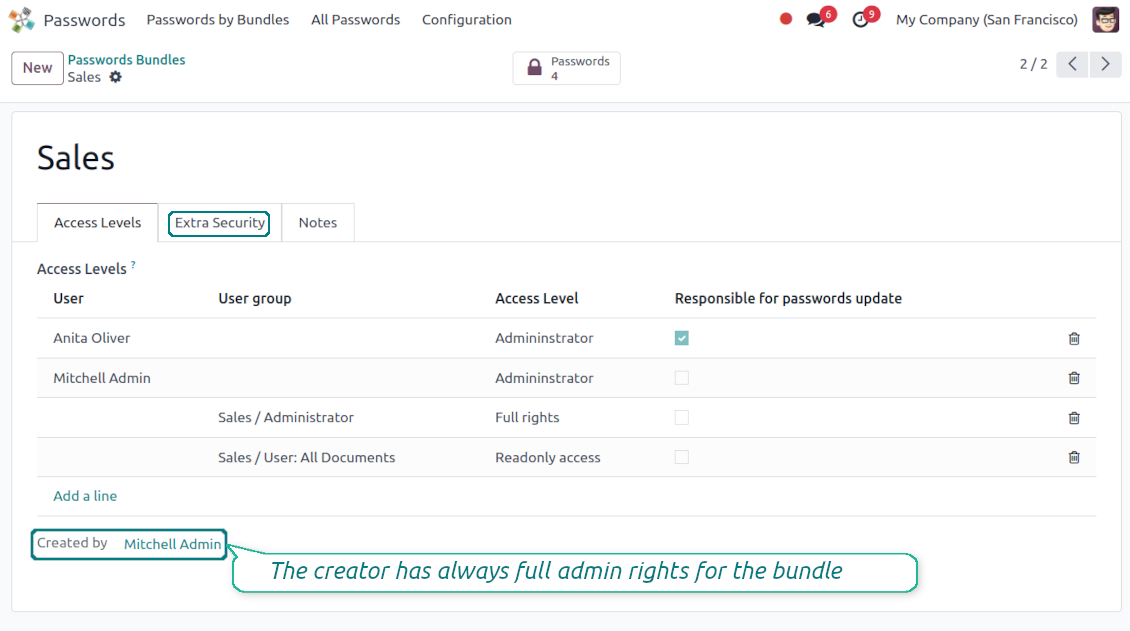 Passwords Passwords by Bundles All Passwords Configuration 6 9 My Company (San Francisco)
New Passwords Bundles Passwords 2 / 2
Sales 4
Sales
Access Levels Extra Security Notes
Access Levels ?
User User group Access Level Responsible for passwords update
Anita Oliver Admininstrator
Mitchell Admin Admininstrator
Sales / Administrator Full rights
Sales / User: All Documents Readonly access
Add a line
Created by Mitchell Admin
The creator has always full admin rights for the bundle